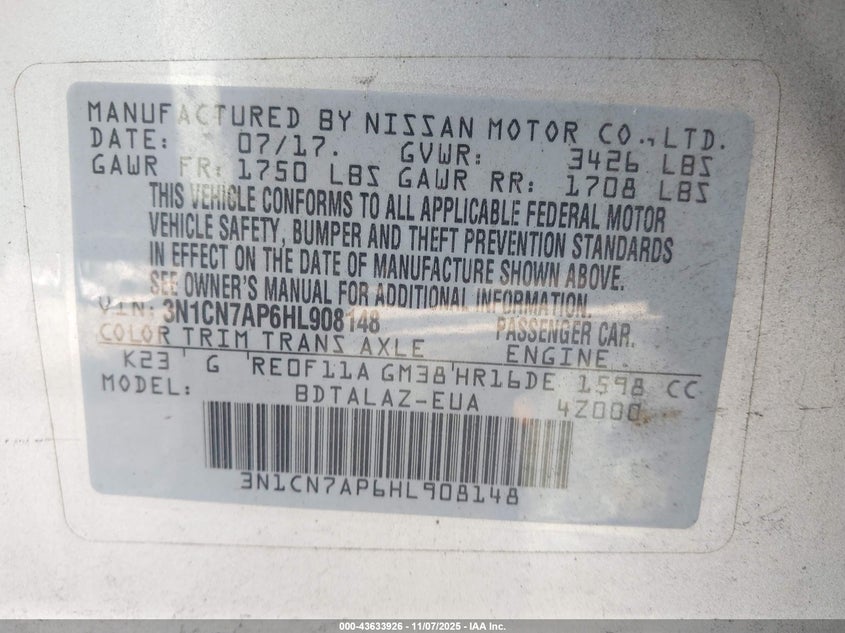 MANUFACTURED BY NISSAN MOTOR CO., LTD.
DATE: 07/17. GVWR: 3426 LBS
GAWR FR: 1750 LBS GAWR RR: 1708 LBS
THIS VEHICLE CONFORMS TO ALL APPLICABLE FEDERAL MOTOR
VEHICLE SAFETY, BUMPER AND THEFT PREVENTION STANDARDS
IN EFFECT ON THE DATE OF MANUFACTURE SHOWN ABOVE.
SEE OWNER'S MANUAL FOR ADDITIONAL INFORMATION.
VIN: 3N1CN7AP6HL908148 PASSENGER CAR.
COLOR TRIM TRANS AXLE ENGINE
K23 G RE0F11A GM38 HR16DE 1598 CC
MODEL: BDTALAZ-EUA 4Z000
3N1CN7AP6HL908148
000-43633926 - 11/07/2025 - IAA Inc.